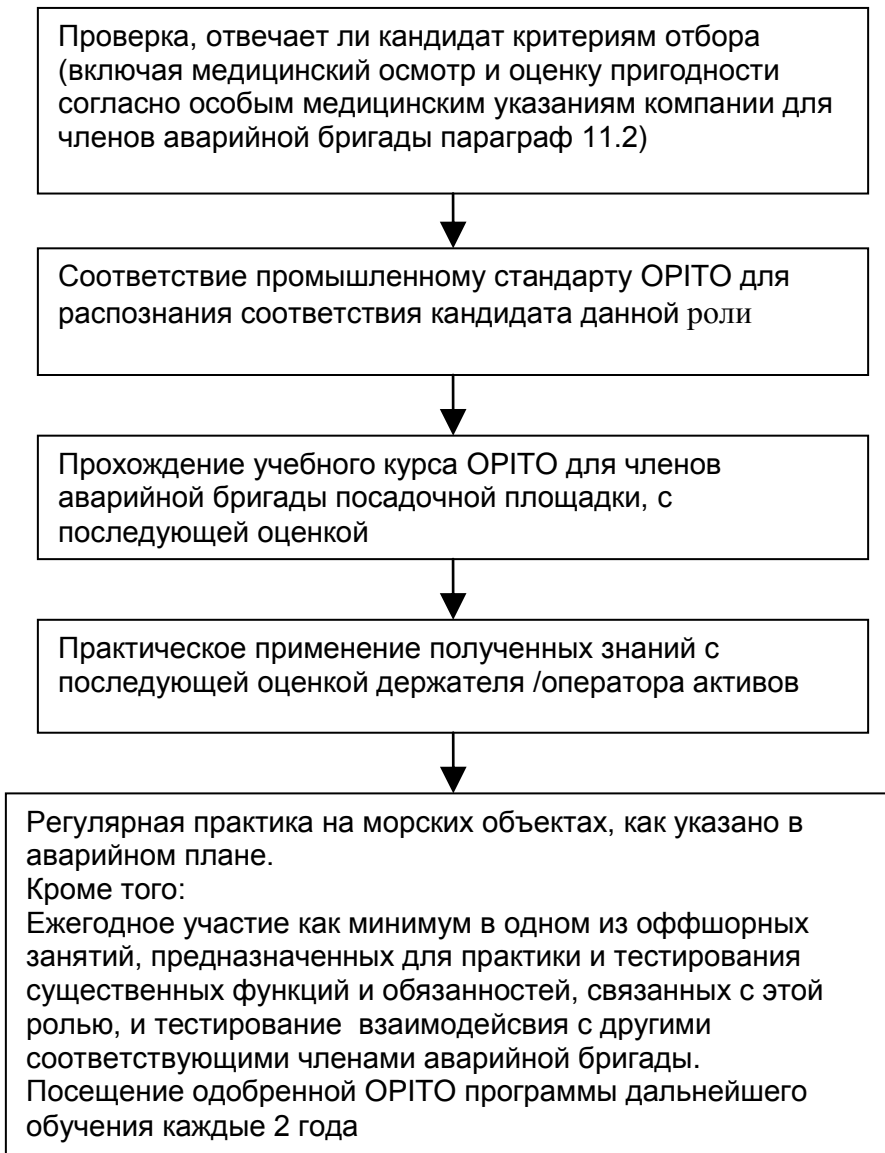 Проверка, отвечает ли кандидат критериям отбора
(включая медицинский осмотр и оценку пригодности
согласно особым медицинским указаниям компании для
членов аварийной бригады параграф 11.2)
Соответствие промышленному стандарту OPITO для
распознания соответствия кандидата данной роли
Прохождение учебного курса OPITO для членов
аварийной бригады посадочной площадки, с
последующей оценкой
Практическое применение полученных знаний с
последующей оценкой держателя /оператора активов
Регулярная практика на морских объектах, как указано в
аварийном плане.
Кроме того:
Ежегодное участие как минимум в одном из оффшорных
занятий, предназначенных для практики и тестирования
существенных функций и обязанностей, связанных с этой
ролью, и тестирование взаимодейсвия с другими
соответствующими членами аварийной бригады.
Посещение одобренной OPITO программы дальнейшего
обучения каждые 2 года